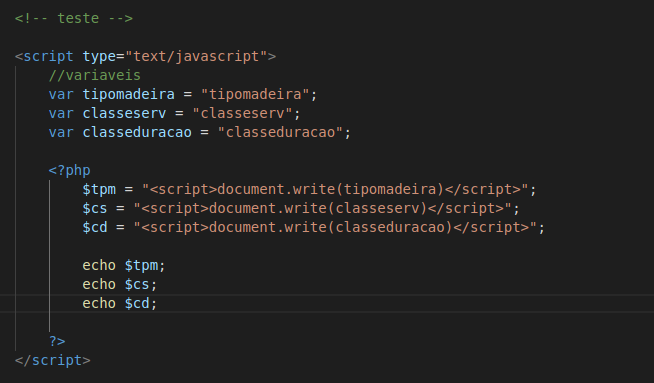 <!-- teste -->
<script type="text/javascript">
//variaveis
var tipomadeira = "tipomadeira";
var classeserv = "classeserv";
var classeduracao = "classeduracao";
<?php
$tpm = "<script>document.write(tipomadeira)</script>";
$cs = "<script>document.write(classeserv)</script>";
$cd = "<script>document.write(classeduracao)</script>";
echo $tpm;
echo $cs;
echo $cd;
?>
</script>